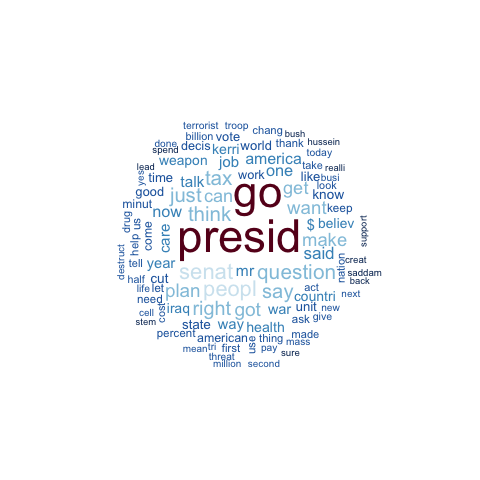 terrorist troop
billion vote chang bush
done decis kerri world thank hussein
spend weapon job america today
lead yes time talk tax work one take realli
good just can go get like look busi
minut now think want know keep
drug help us come care presid $ believ support
destruct tell year senat mr question make said nation saddam
half cut peopl say act countri creat back
life let plan right got war unit new next
need cost iraq way health ask give
cell stem state american thing made mass
percent mean tri first use pay sure
threat
million second